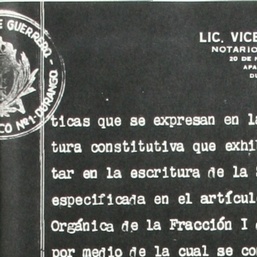 E GUERRERO -
CO Nº1·DURANGO
LIC. VICE
NOTARIO
20 DE
APA
DU
ticas que se expresan en la
tura constitutiva que exhi
tar en la escritura de la
especificada en el artícul
Orgánica de la Fracción I
por medio de la cual se co